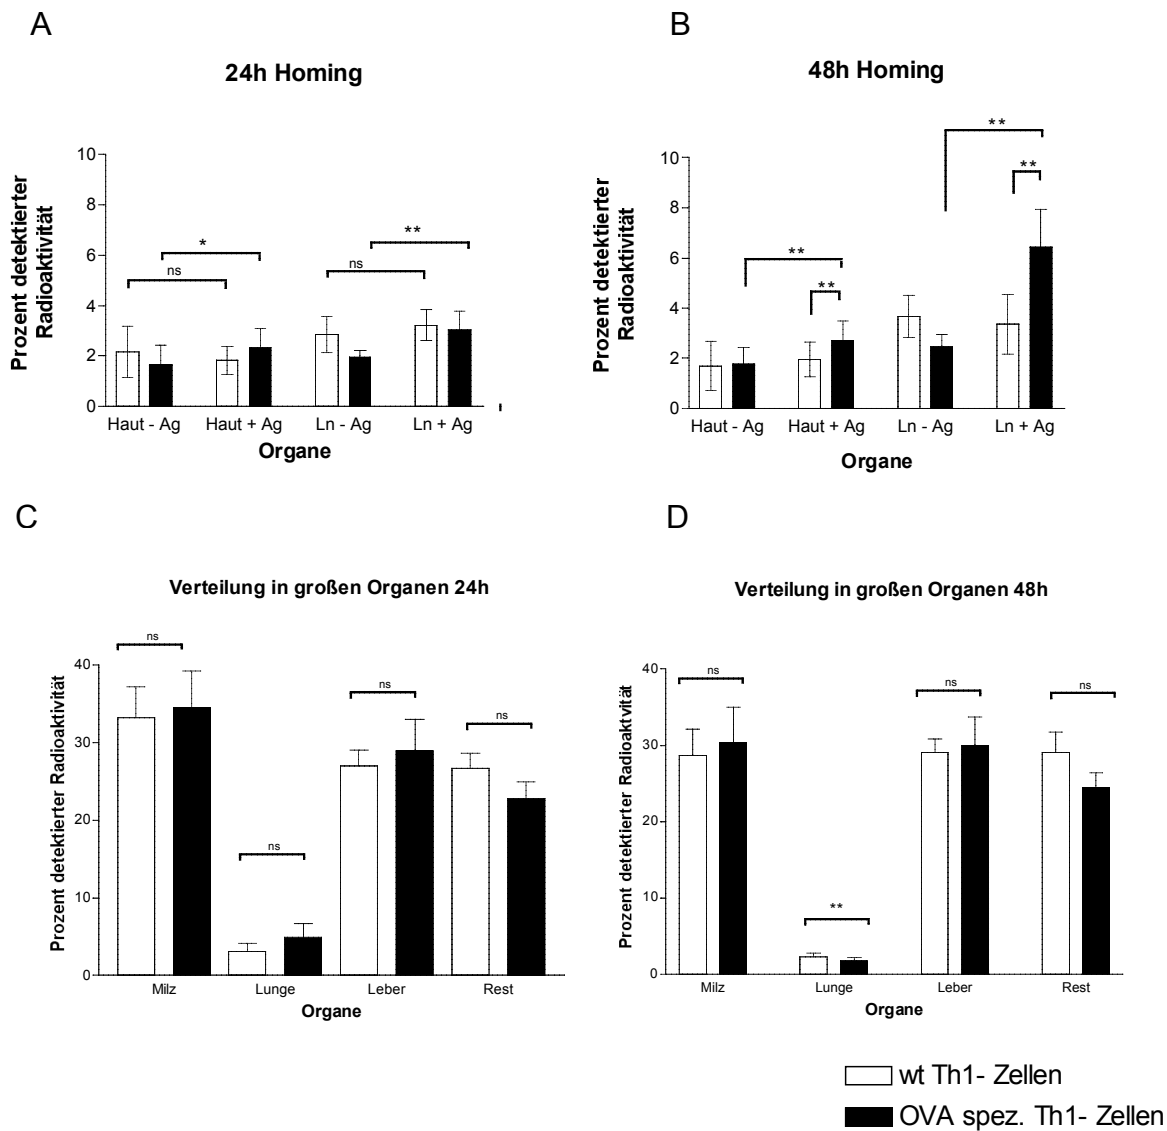 A
24h Homing
Prozent detektierter
Radioaktivität
10
8
6
4
2
0
ns
*
ns
**
Haut - Ag
Haut + Ag
Ln - Ag
Ln + Ag
Organe
B
48h Homing
Prozent detektierter
Radioaktivität
10
8
6
4
2
0
**
**
**
**
Haut - Ag
Haut + Ag
Ln - Ag
Ln + Ag
Organe
C
Verteilung in großen Organen 24h
Prozent detektierter Radioaktivität
40
30
20
10
0
ns
ns
ns
ns
Milz
Lunge
Leber
Rest
Organe
D
Verteilung in großen Organen 48h
Prozent detektierter Radioaktvität
40
30
20
10
0
ns
**
ns
ns
Milz
Lunge
Leber
Rest
Organe
wt Th1- Zellen
OVA spez. Th1- Zellen